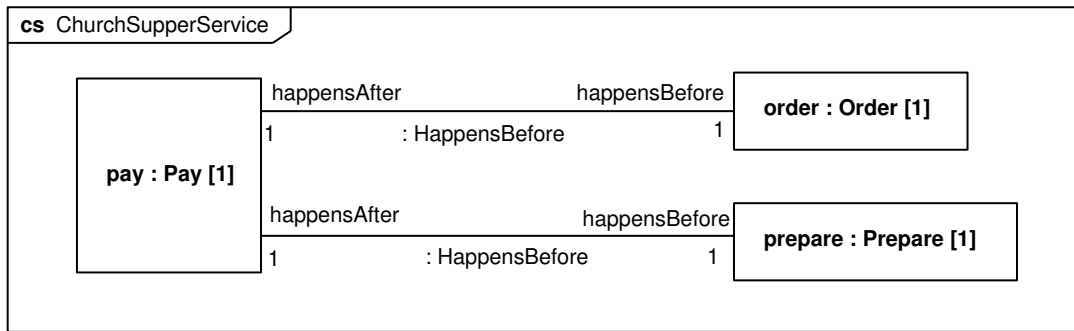 cs ChurchSupperService
happensAfter happensBefore
order : Order [1]
1 : HappensBefore 1
pay : Pay [1]
happensAfter happensBefore
prepare : Prepare [1]
1 : HappensBefore 1